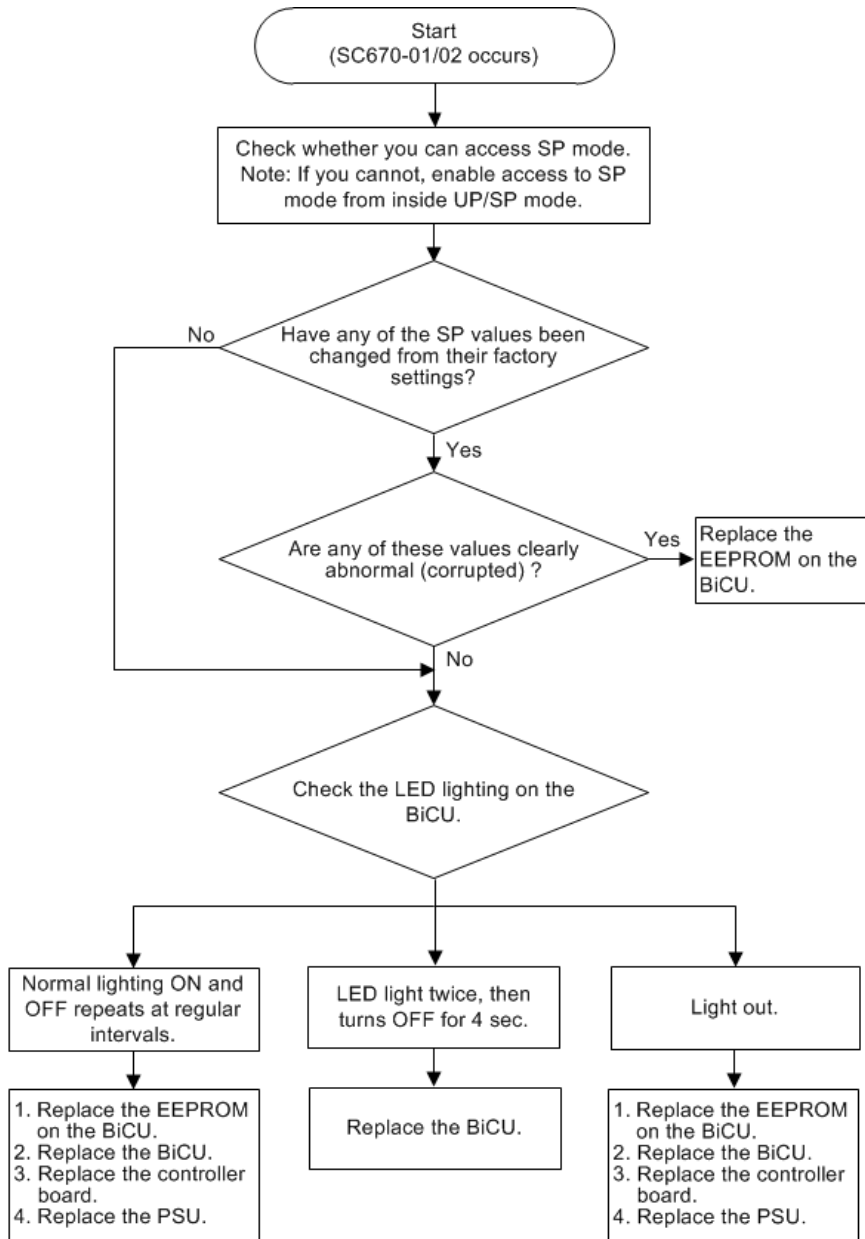 Start
(SC670-01/02 occurs)
Check whether you can access SP mode.
Note: If you cannot, enable access to SP
mode from inside UP/SP mode.
No
Have any of the SP values been
changed from their factory
settings?
Yes
Are any of these values clearly
abnormal (corrupted) ?
Yes
Replace the
EEPROM on the
BiCU.
No
Check the LED lighting on the
BiCU.
Normal lighting ON and
OFF repeats at regular
intervals.
LED light twice, then
turns OFF for 4 sec.
Light out.
1. Replace the EEPROM
on the BiCU.
2. Replace the BiCU.
3. Replace the controller
board.
4. Replace the PSU.
Replace the BiCU.
1. Replace the EEPROM
on the BiCU.
2. Replace the BiCU.
3. Replace the controller
board.
4. Replace the PSU.